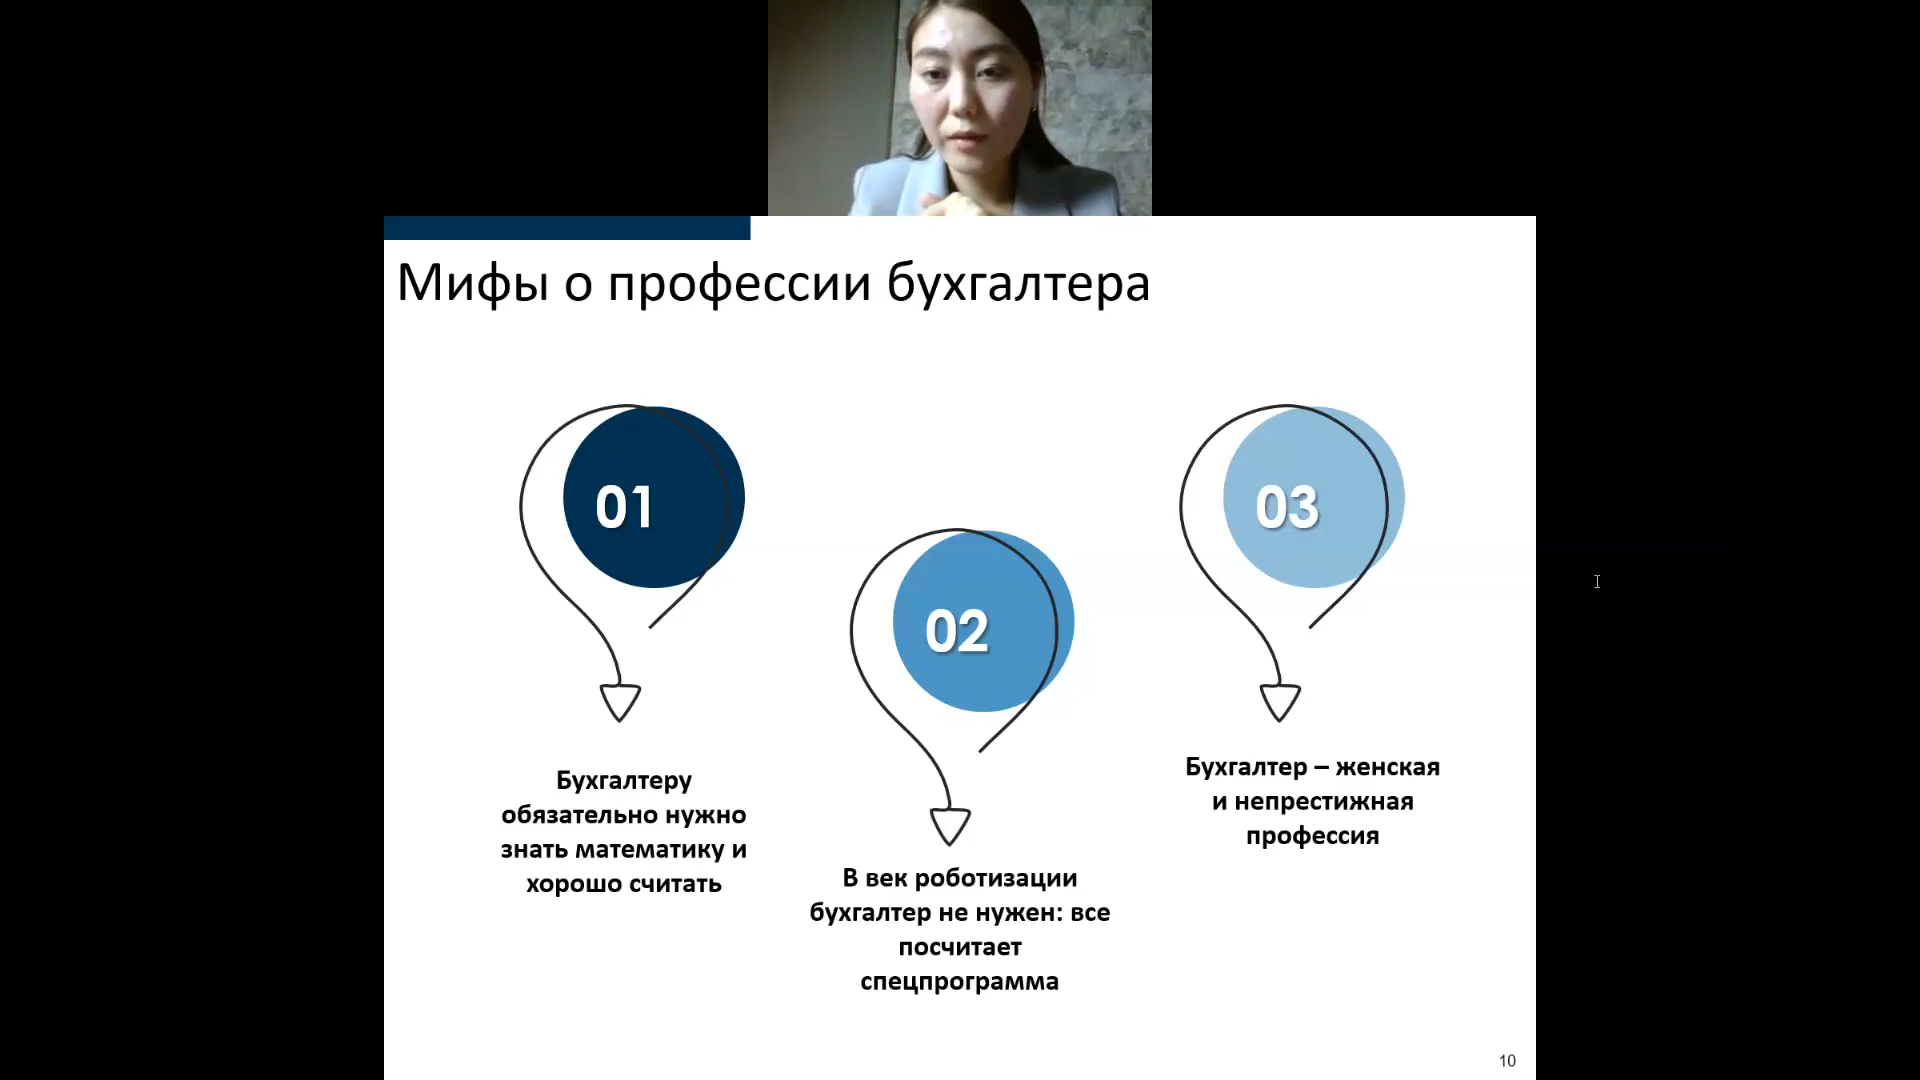 Мифы о профессии бухгалтера
01
Бухгалтеру
обязательно нужно
знать математику и
хорошо считать
02
В век роботизации
бухгалтер не нужен: все
посчитает
спецпрограмма
03
Бухгалтер – женская
и непрестижная
профессия
10